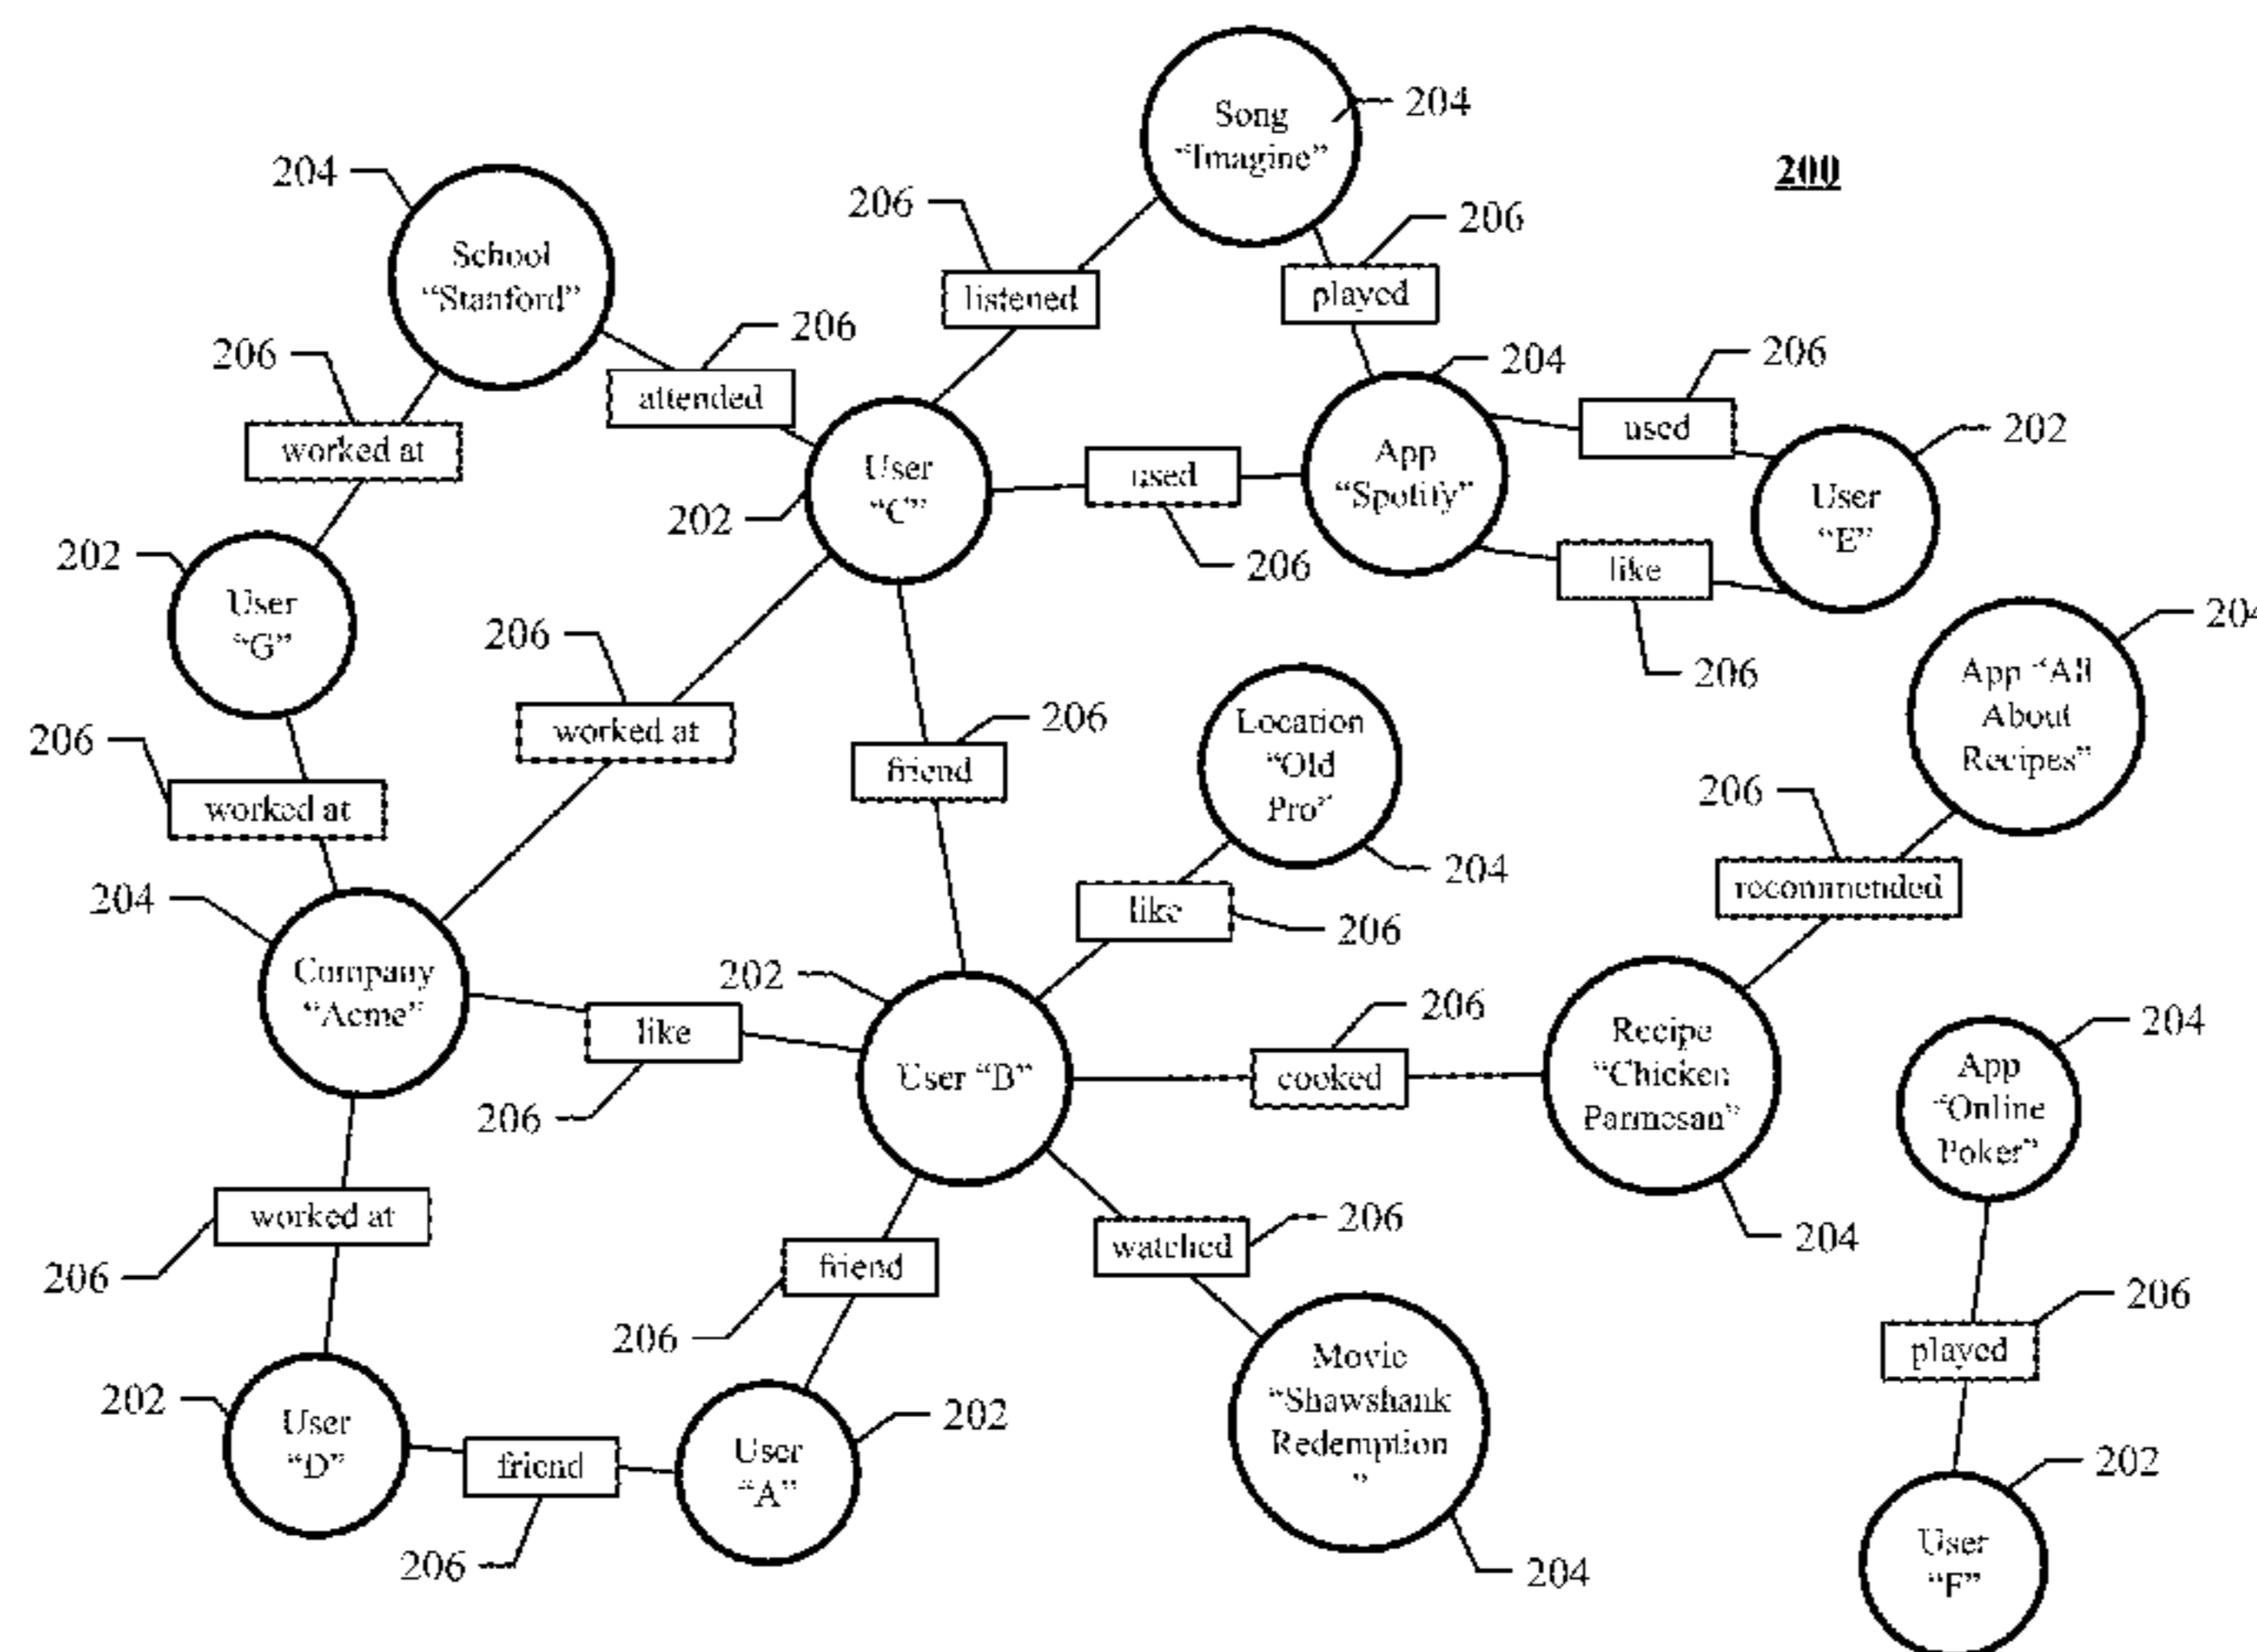 Song
“Imagine”
204
200
204
School
“Stanford”
206
listened
206
played
206
attended
206
worked at
204
206
used
202
User
“E”
User
“C”
202
used
206
App
“Spotify”
like
206
202
User
“G”
206
worked at
206
friend
Location
“Old
Pro”
204
204
App “All
About
Recipes”
206
worked at
206
recommended
204
Company
“Acme”
like
206
202
User “B”
like
206
206
cooked
Recipe
“Chicken
Parmesan”
204
204
App
“Online
Poker”
worked at
206
friend
206
watched
206
206
played
202
User
“D”
friend
206
User
“A”
202
Movie
“Shawshank
Redemption
”
204
202
User
“F”